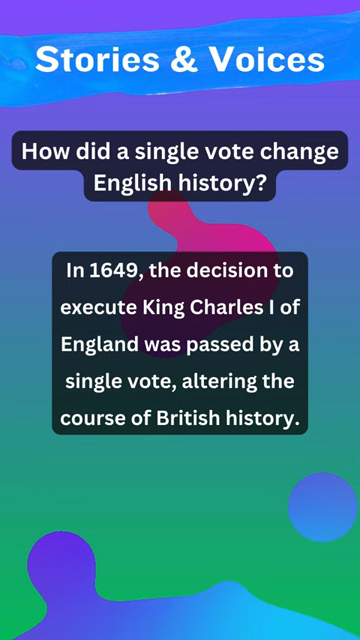 Stories & Voices
How did a single vote change
English history?
In 1649, the decision to
execute King Charles I of
England was passed by a
single vote, altering the
course of British history.